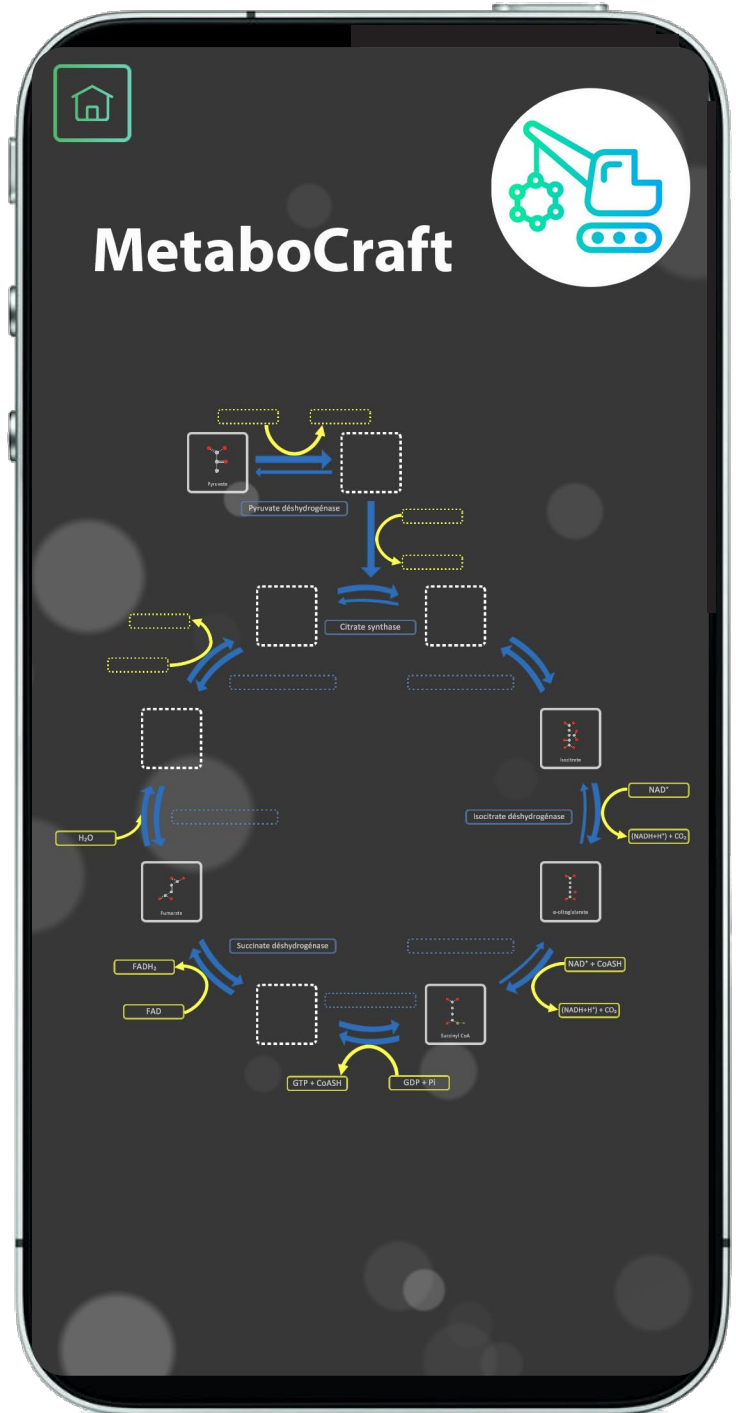 MetaboCraft
Pyruvate
Pyruvate déshydrogénase
Citrate synthase
Isocitrate
NAD⁺
Isocitrate déshydrogénase
(NADH+H⁺) + CO₂
H₂O
Fumarate
α-cétoglutarate
Succinate déshydrogénase
FADH₂
NAD⁺ + CoASH
FAD
(NADH+H⁺) + CO₂
Succinyl CoA
GTP + CoASH
GDP + Pi